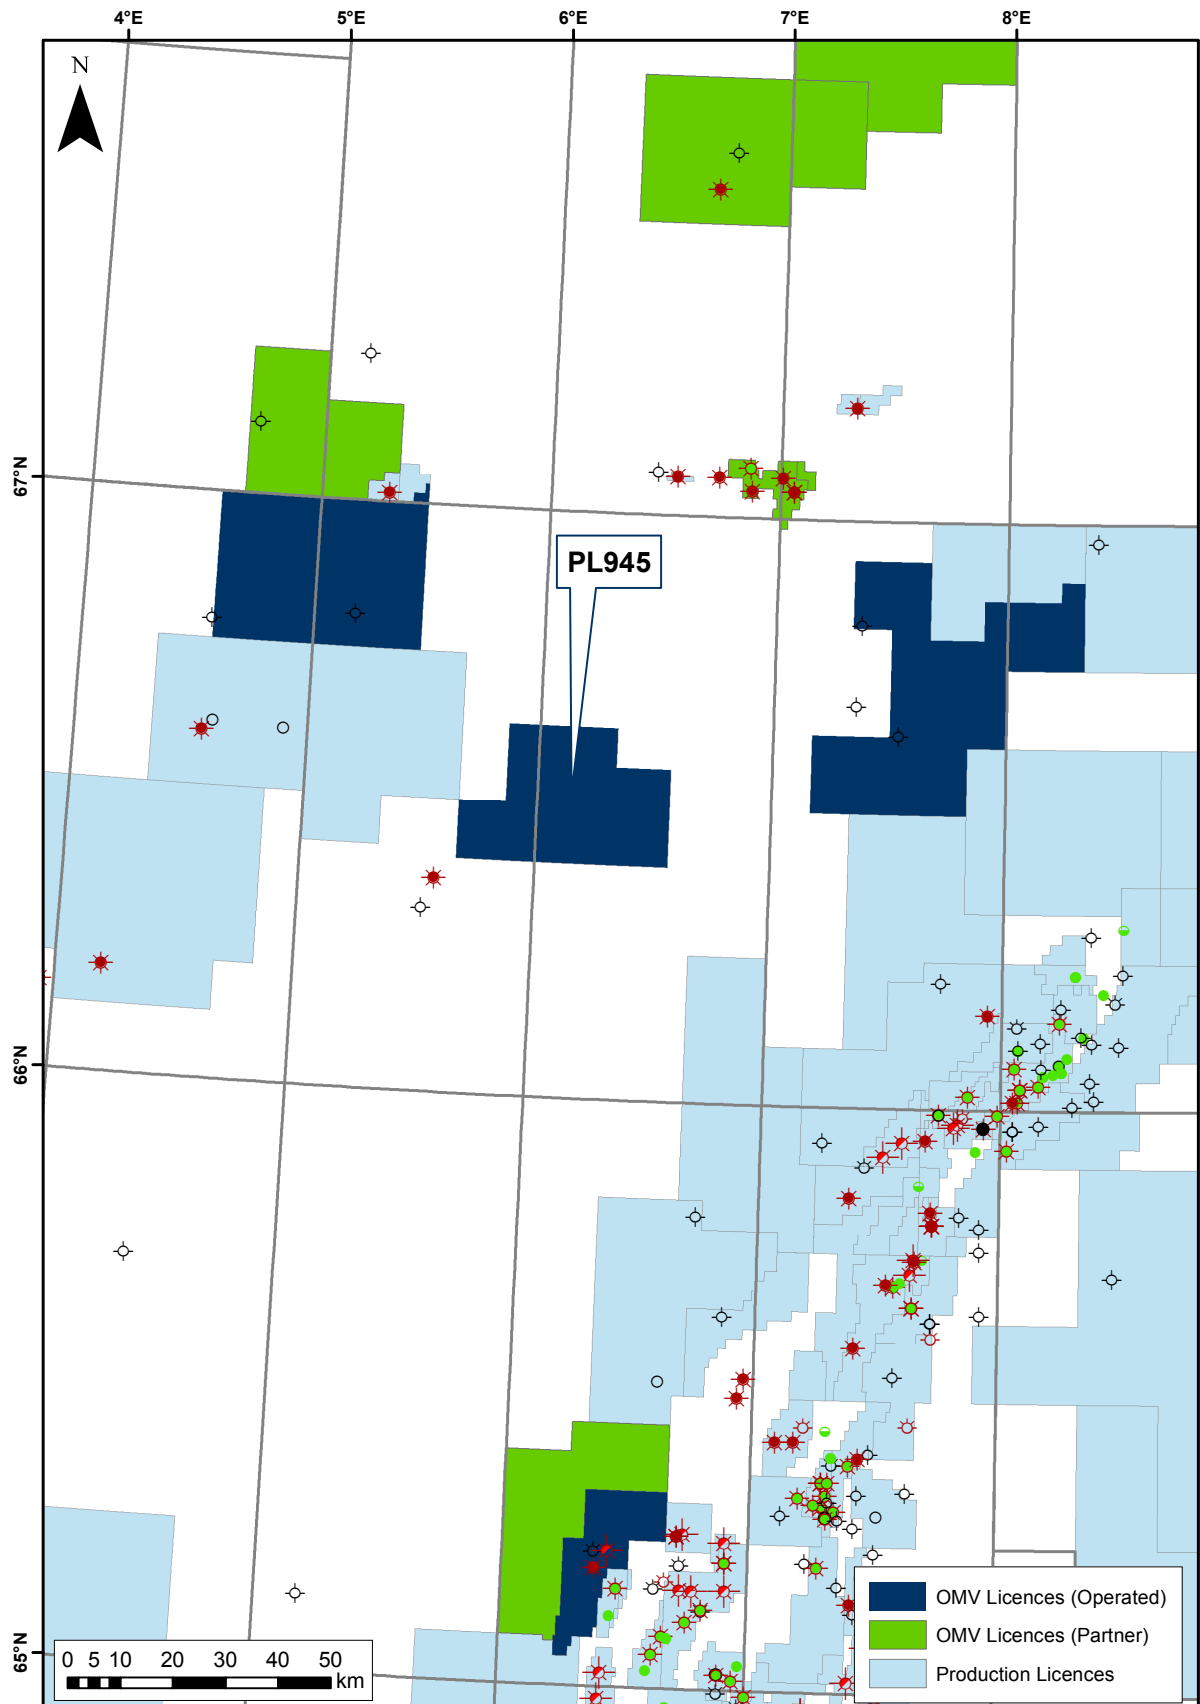 4°E 5°E 6°E 7°E 8°E
N
67°N
PL945
66°N
65°N
OMV Licences (Operated)
OMV Licences (Partner)
Production Licences
0 5 10 20 30 40 50
km